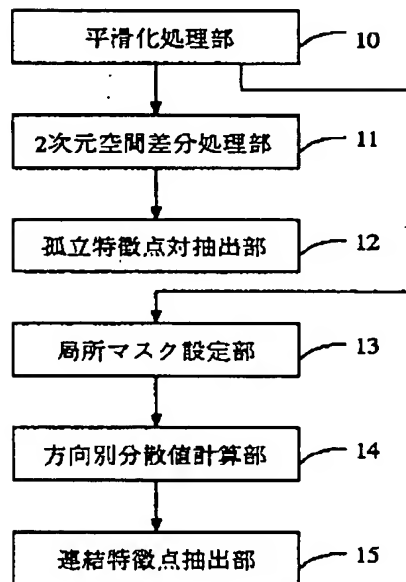 平滑化処理部 10
2次元空間差分処理部 11
孤立特徴点対抽出部 12
局所マスク設定部 13
方向別分散値計算部 14
連結特徴点抽出部 15